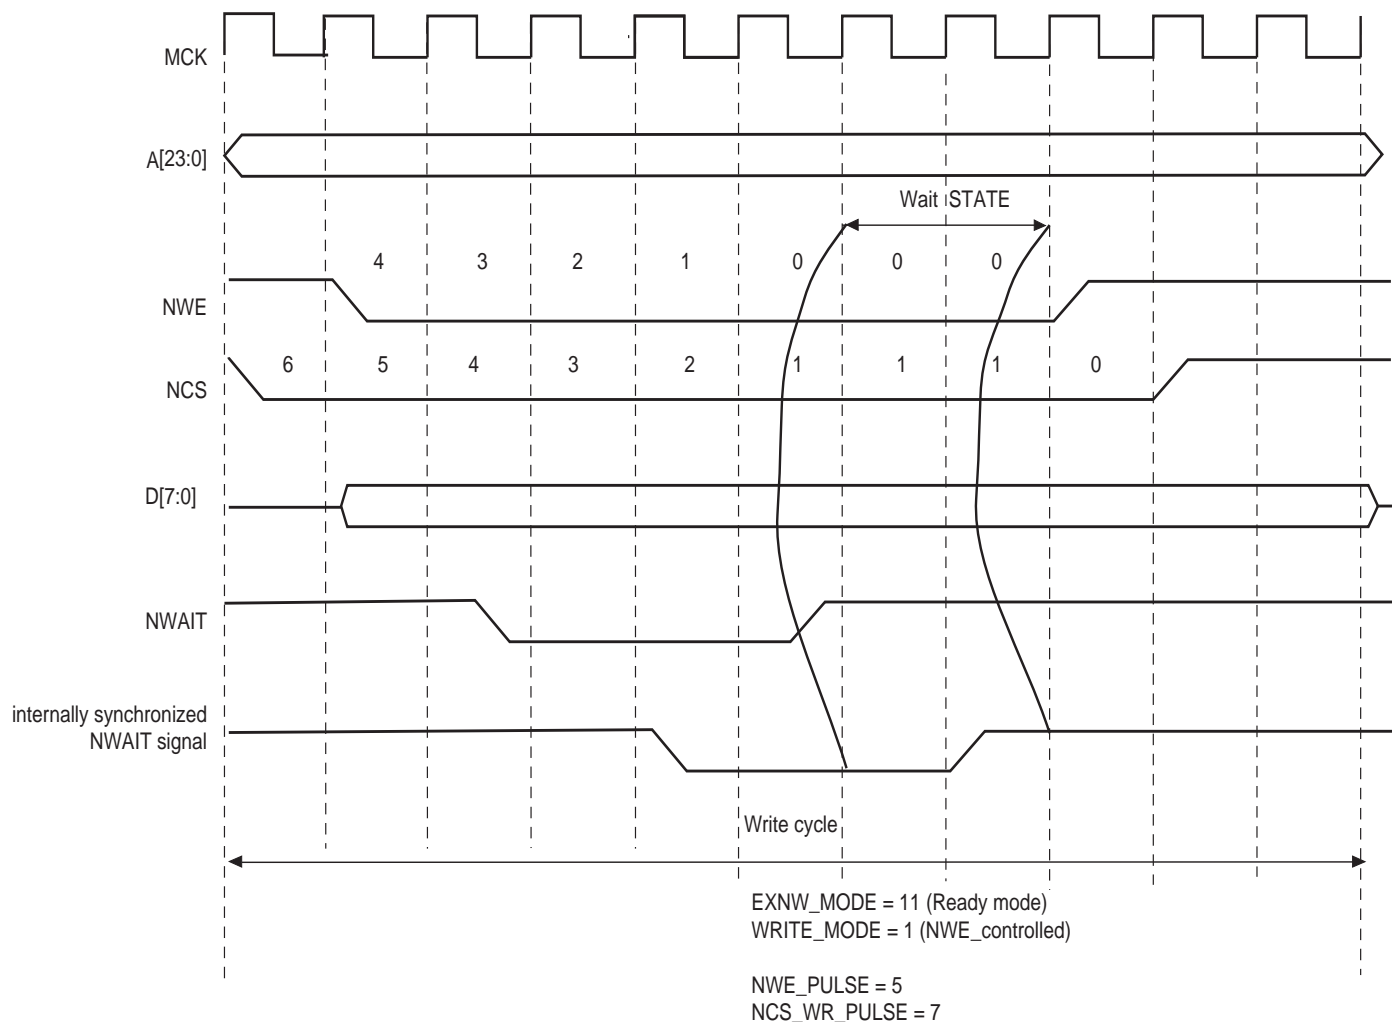 MCK
A[23:0]
Wait STATE
4 3 2 1 0 0 0
NWE
6 5 4 3 2 1 1 1 0
NCS
D[7:0]
NWAIT
internally synchronized
NWAIT signal
Write cycle
EXNW_MODE = 11 (Ready mode)
WRITE_MODE = 1 (NWE_controlled)
NWE_PULSE = 5
NCS_WR_PULSE = 7